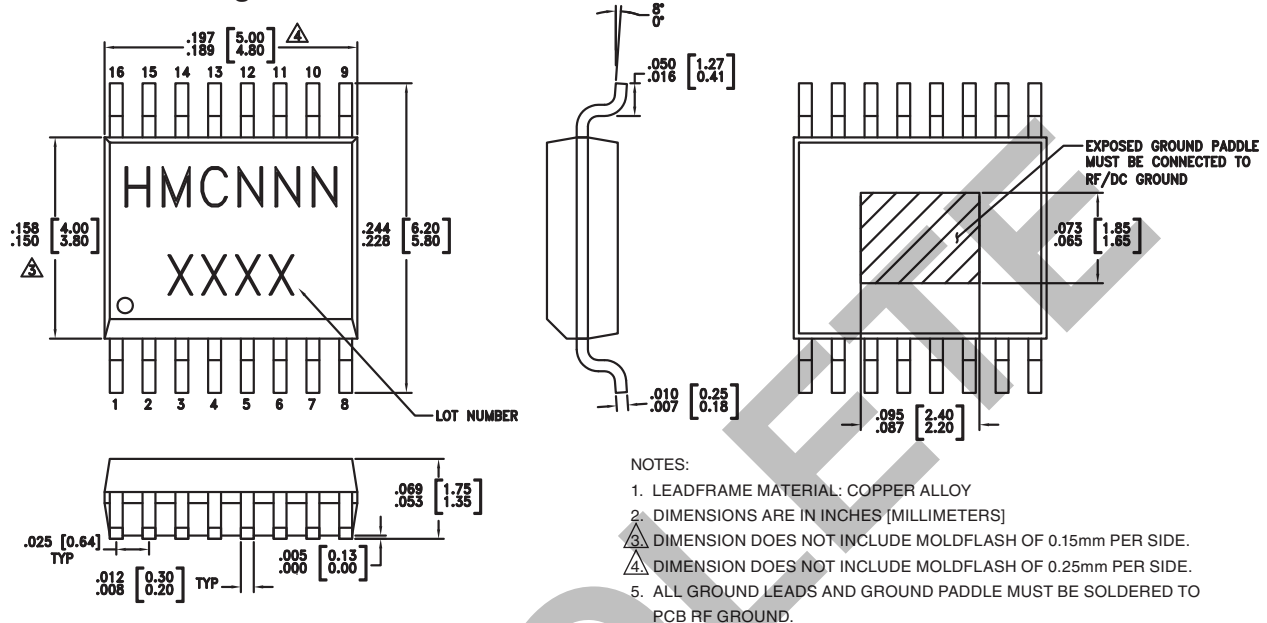 .197 [5.00]
.189 [4.80] 4
16 15 14 13 12 11 10 9
HMCNNN
XXXX
.158 [4.00]
.150 [3.80]
3
.244 [6.20]
.228 [5.80]
1 2 3 4 5 6 7 8
LOT NUMBER
8°
0°
.050 [1.27]
.016 [0.41]
.010 [0.25]
.007 [0.18]
EXPOSED GROUND PADDLE
MUST BE CONNECTED TO
RF/DC GROUND
.073 [1.85]
.065 [1.65]
.095 [2.40]
.087 [2.20]
.069 [1.75]
.053 [1.35]
.025 [0.64]
TYP
.012 [0.30]
.008 [0.20] TYP
.005 [0.13]
.000 [0.00]
NOTES:
1. LEADFRAME MATERIAL: COPPER ALLOY
2. DIMENSIONS ARE IN INCHES [MILLIMETERS]
3. DIMENSION DOES NOT INCLUDE MOLDFLASH OF 0.15mm PER SIDE.
4. DIMENSION DOES NOT INCLUDE MOLDFLASH OF 0.25mm PER SIDE.
5. ALL GROUND LEADS AND GROUND PADDLE MUST BE SOLDERED TO
PCB RF GROUND.
OLETE